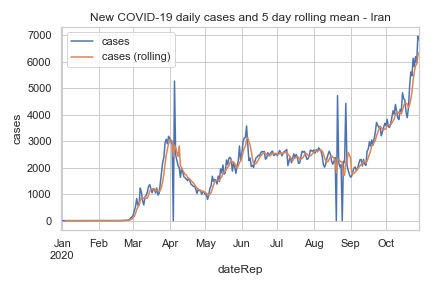 New COVID-19 daily cases and 5 day rolling mean - Iran
cases
cases (rolling)
7000
6000
5000
4000
3000
2000
1000
0
cases
Jan Feb Mar Apr May Jun Jul Aug Sep Oct
2020
dateRep